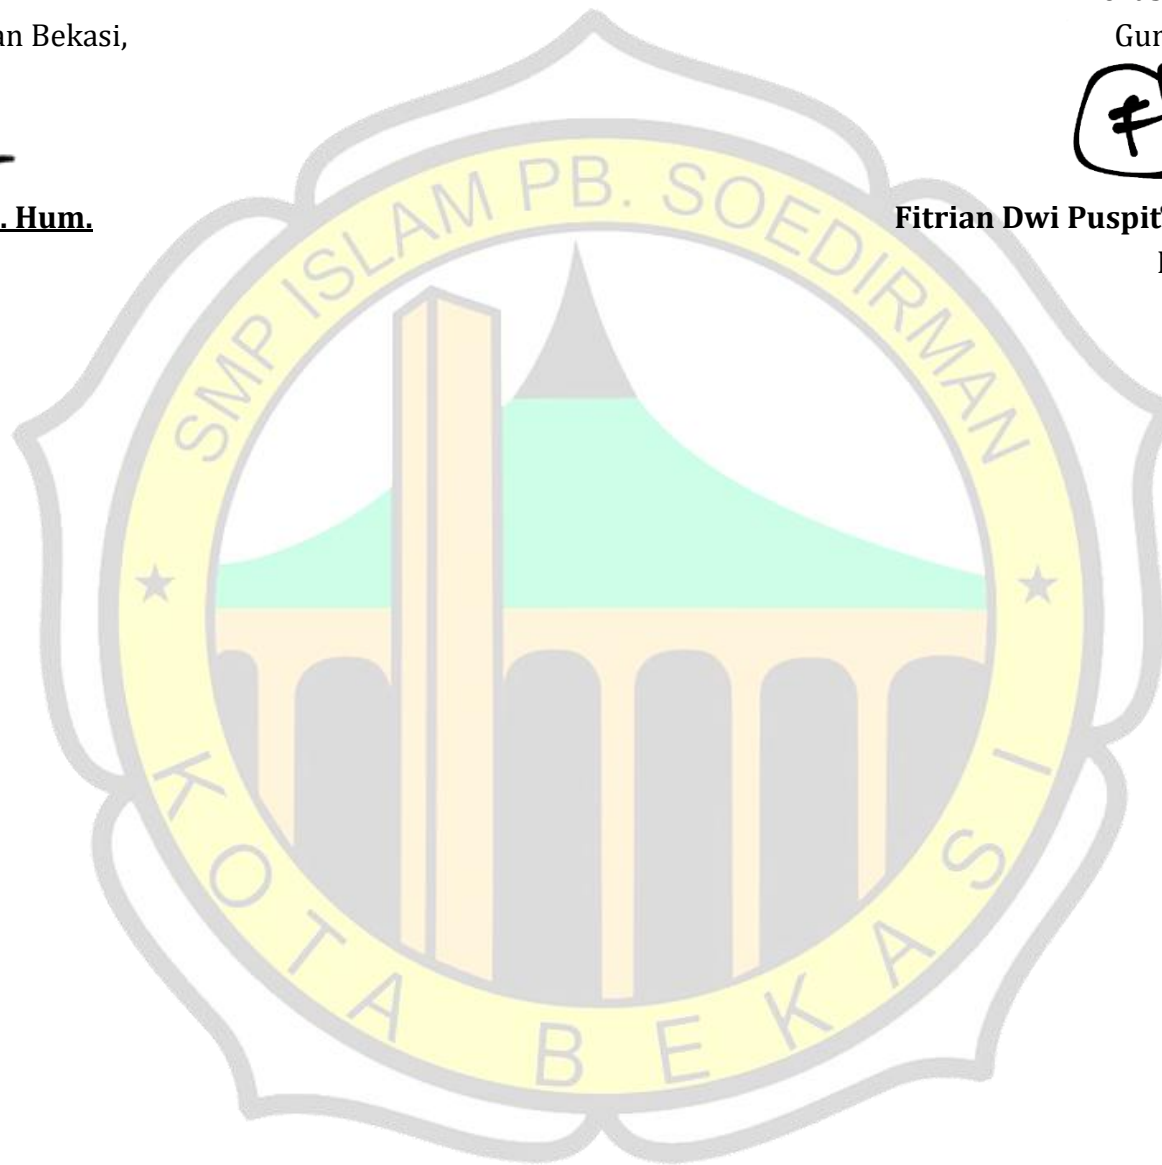 an Bekasi,
Gur
. Hum.
Fitrian Dwi Puspit
SMP ISLAM PB. SOEDIRMAN
KOTA BEKASI